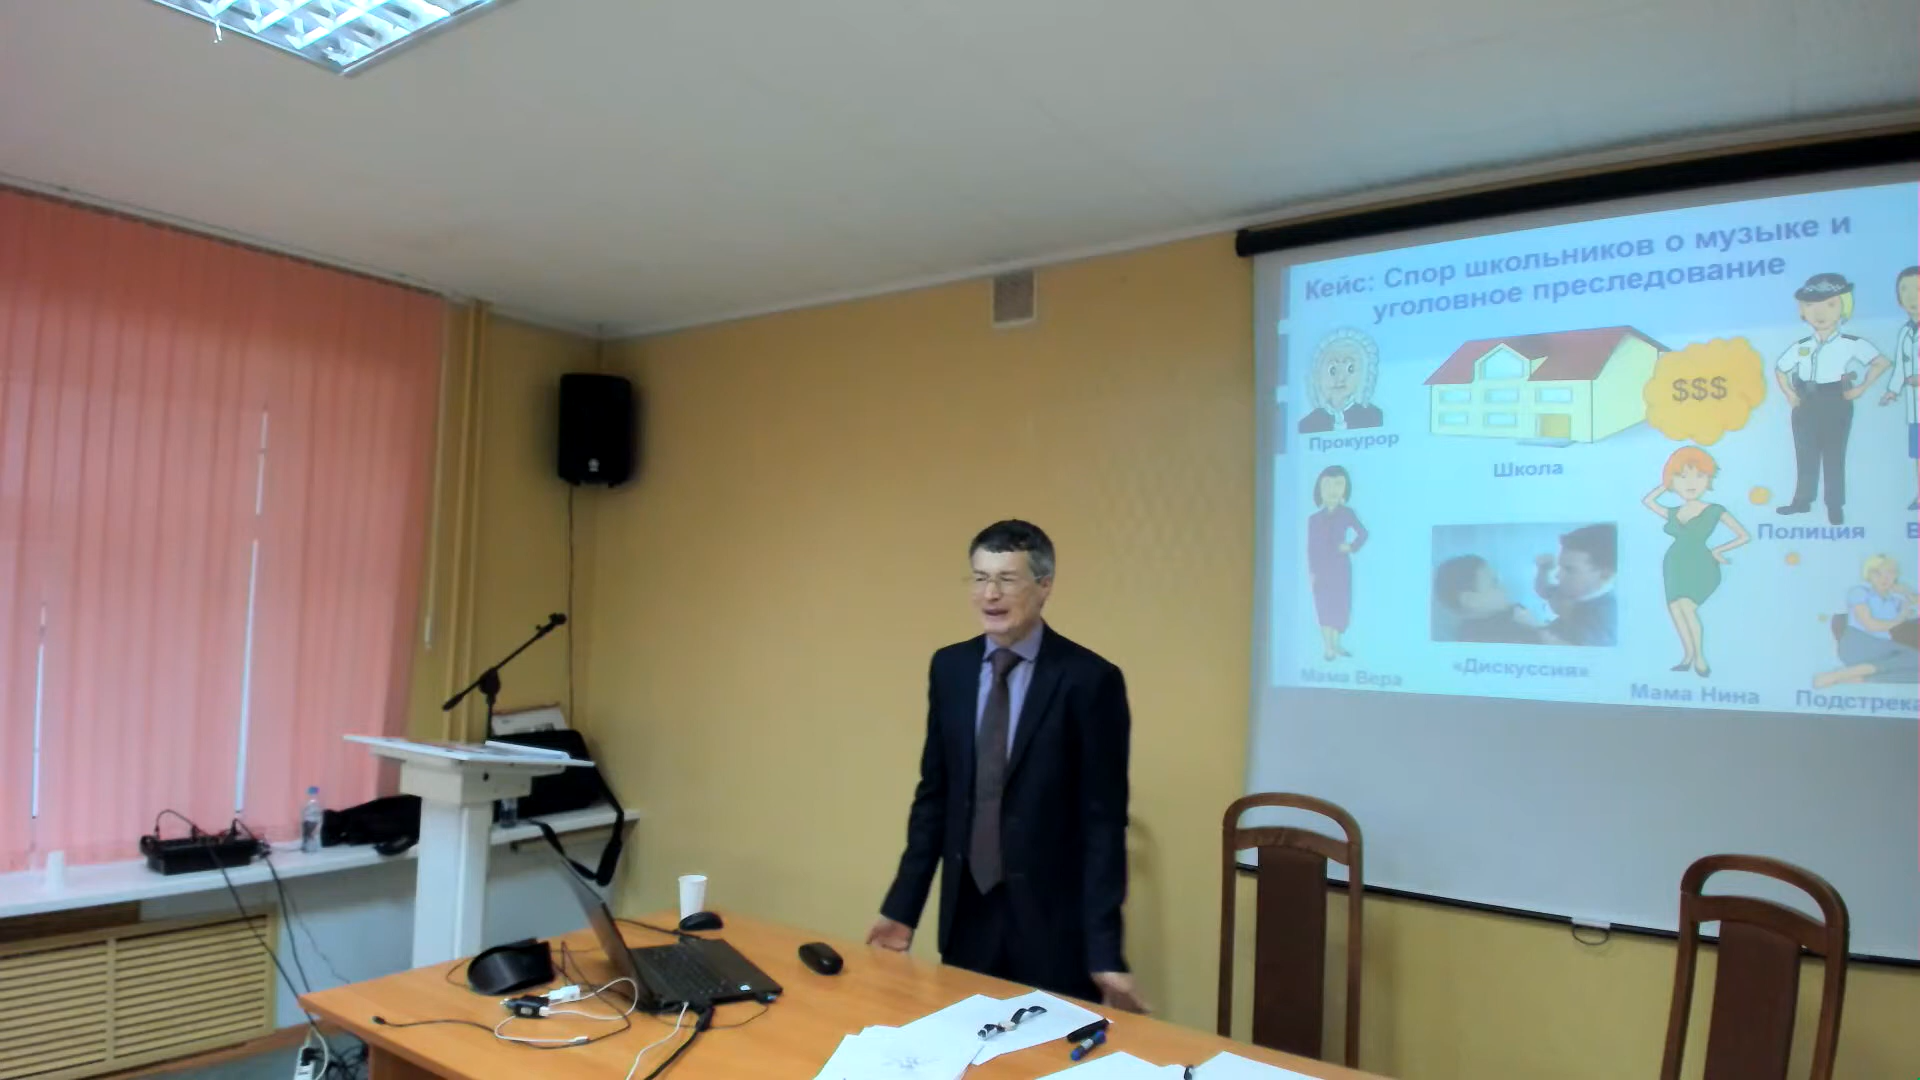 Кейс: Спор школьников о музыке и
уголовное преследование
$$$
Прокурор
Школа
Полиция
Мама Вера
«Дискуссия»
Мама Нина